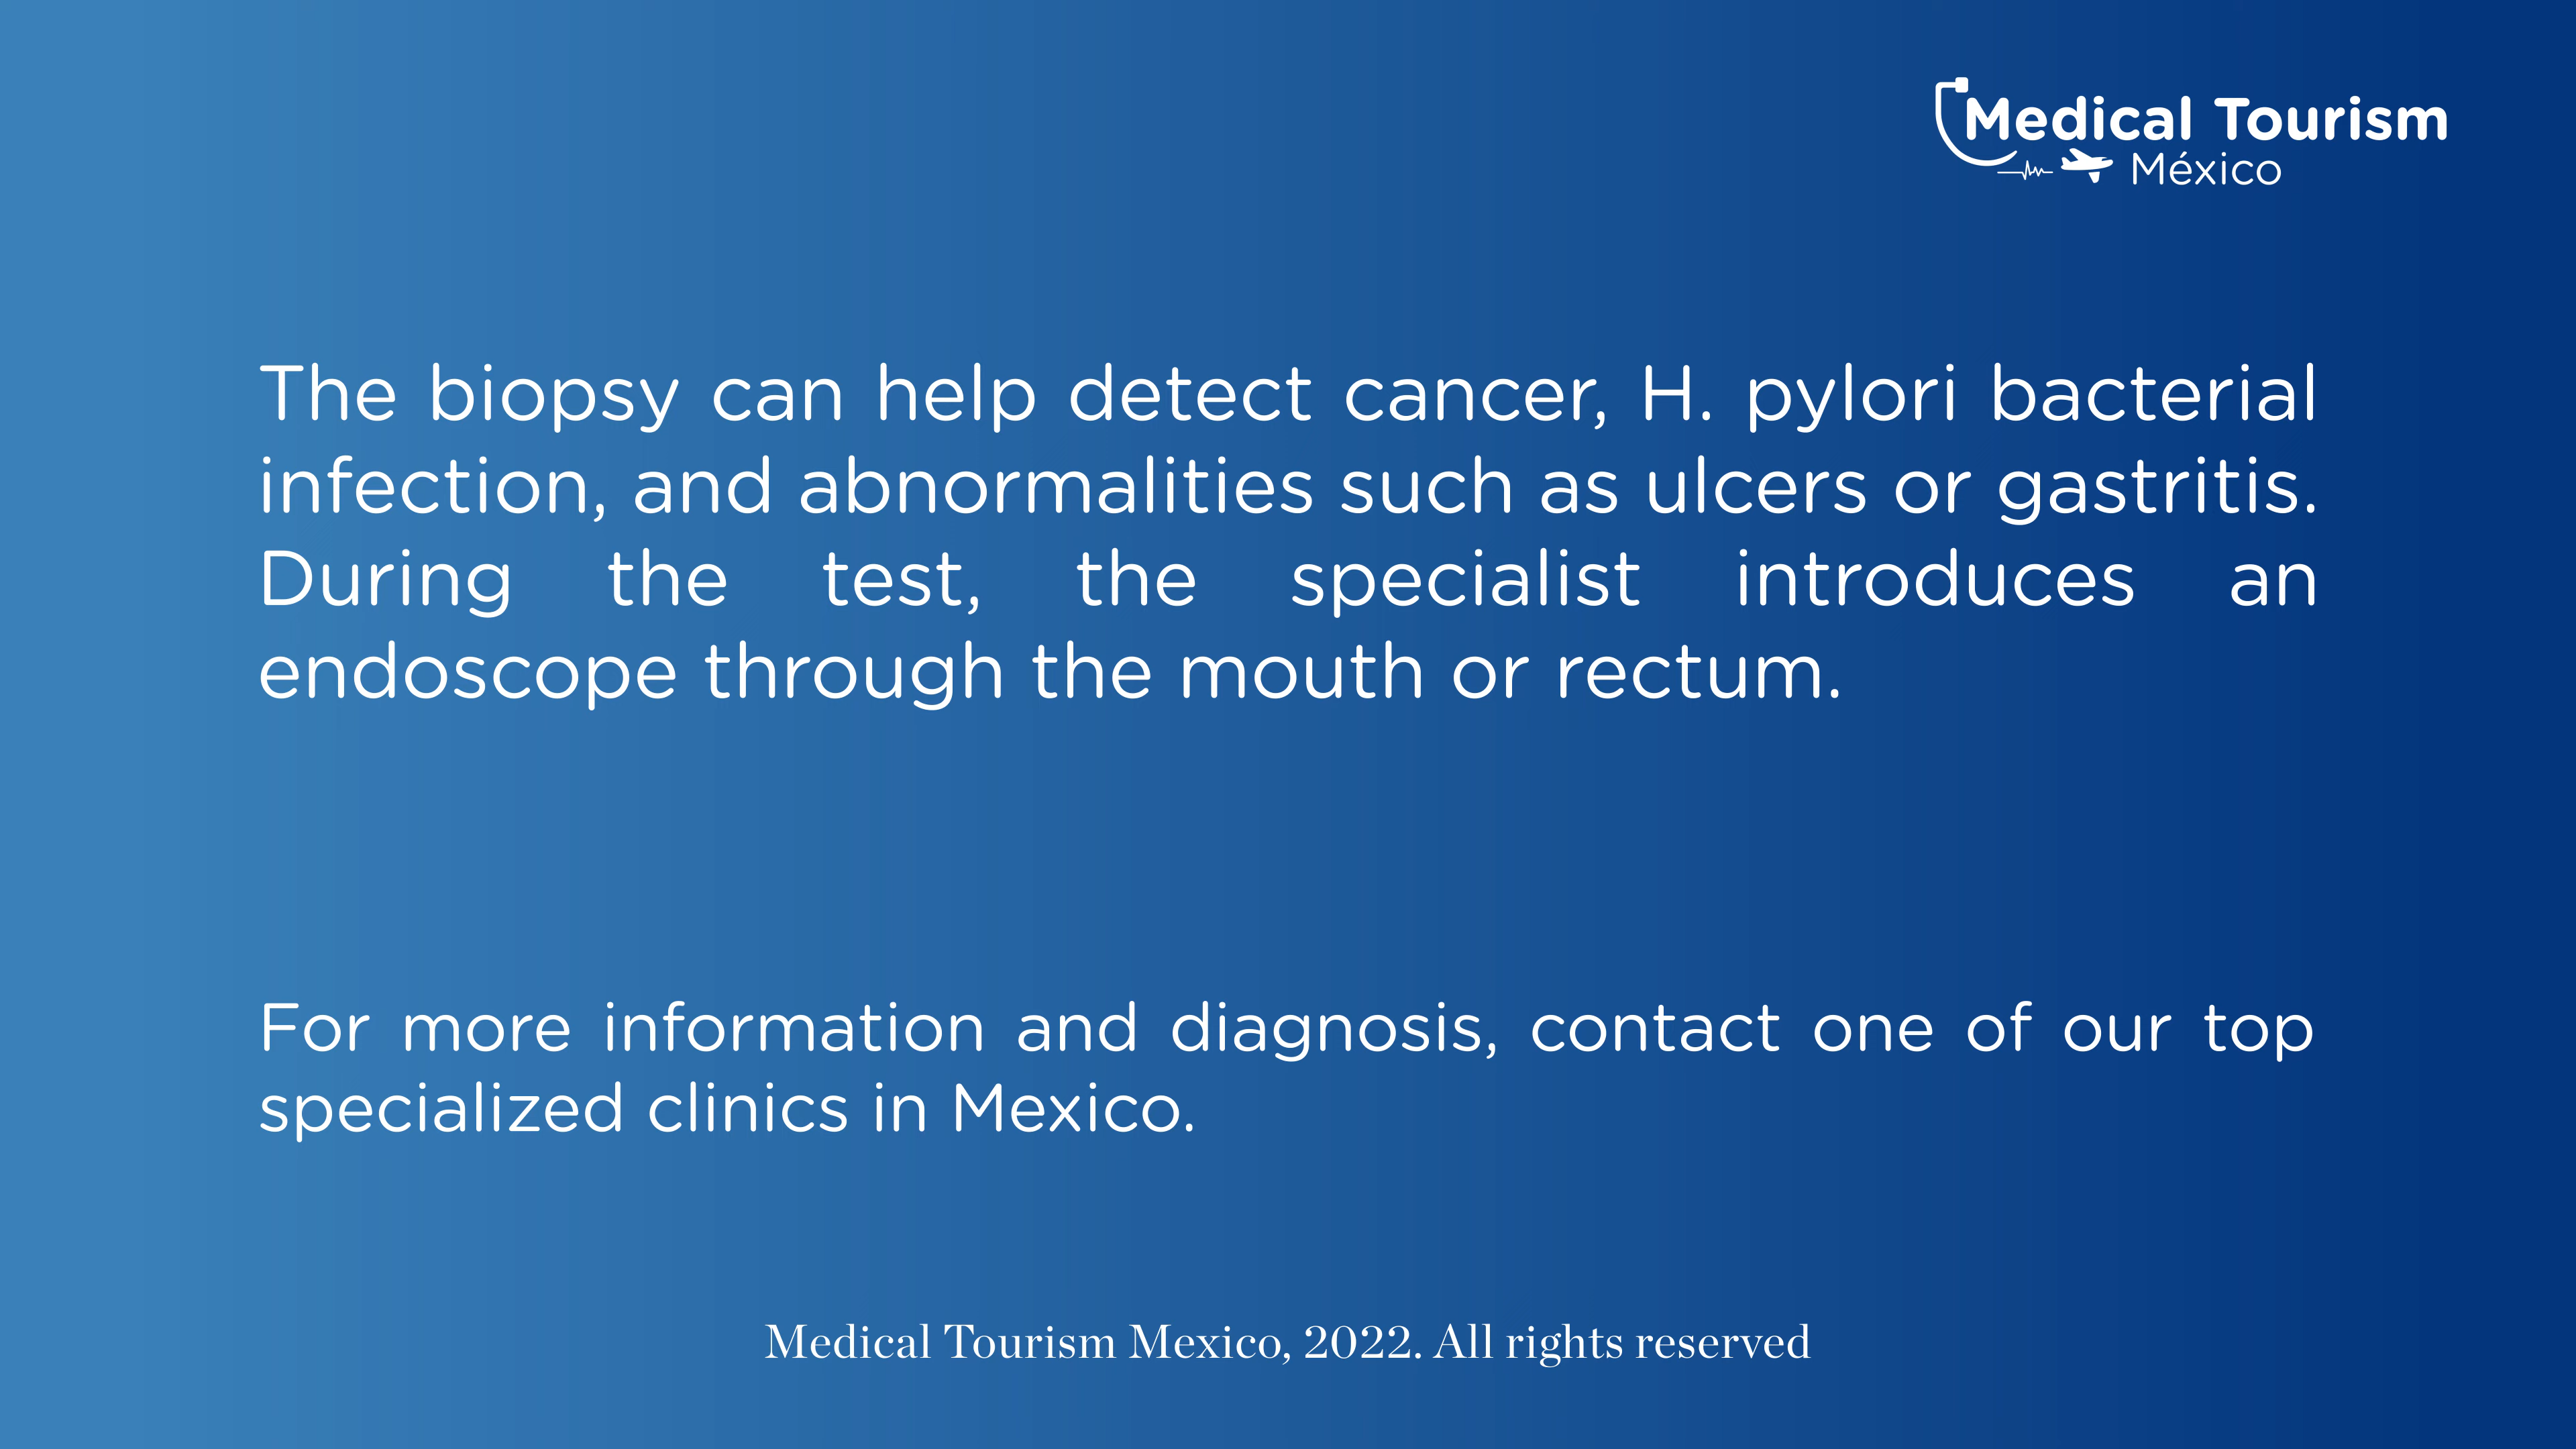 Medical Tourism
México
The biopsy can help detect cancer, H. pylori bacterial
infection, and abnormalities such as ulcers or gastritis.
During the test, the specialist introduces an
endoscope through the mouth or rectum.
For more information and diagnosis, contact one of our top
specialized clinics in Mexico.
Medical Tourism Mexico, 2022. All rights reserved